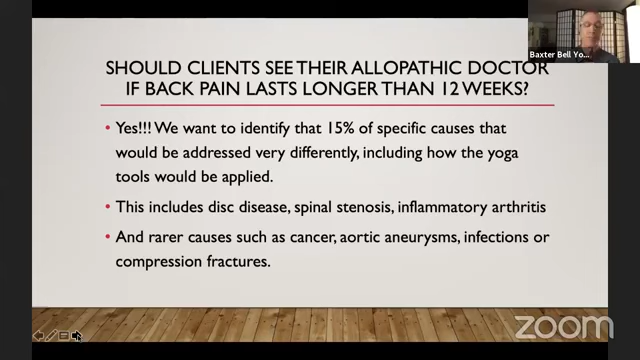 Baxter Bell Yo...
SHOULD CLIENTS SEE THEIR ALLOPATHIC DOCTOR
IF BACK PAIN LASTS LONGER THAN 12 WEEKS?
• Yes!!! We want to identify that 15% of specific causes that
would be addressed very differently, including how the yoga
tools would be applied.
• This includes disc disease, spinal stenosis, inflammatory arthritis
• And rarer causes such as cancer, aortic aneurysms, infections or
compression fractures.
zoom